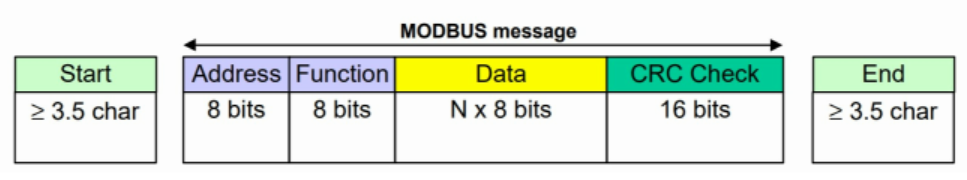 MODBUS message
Start Address Function Data CRC Check End
≥ 3.5 char 8 bits 8 bits N x 8 bits 16 bits ≥ 3.5 char